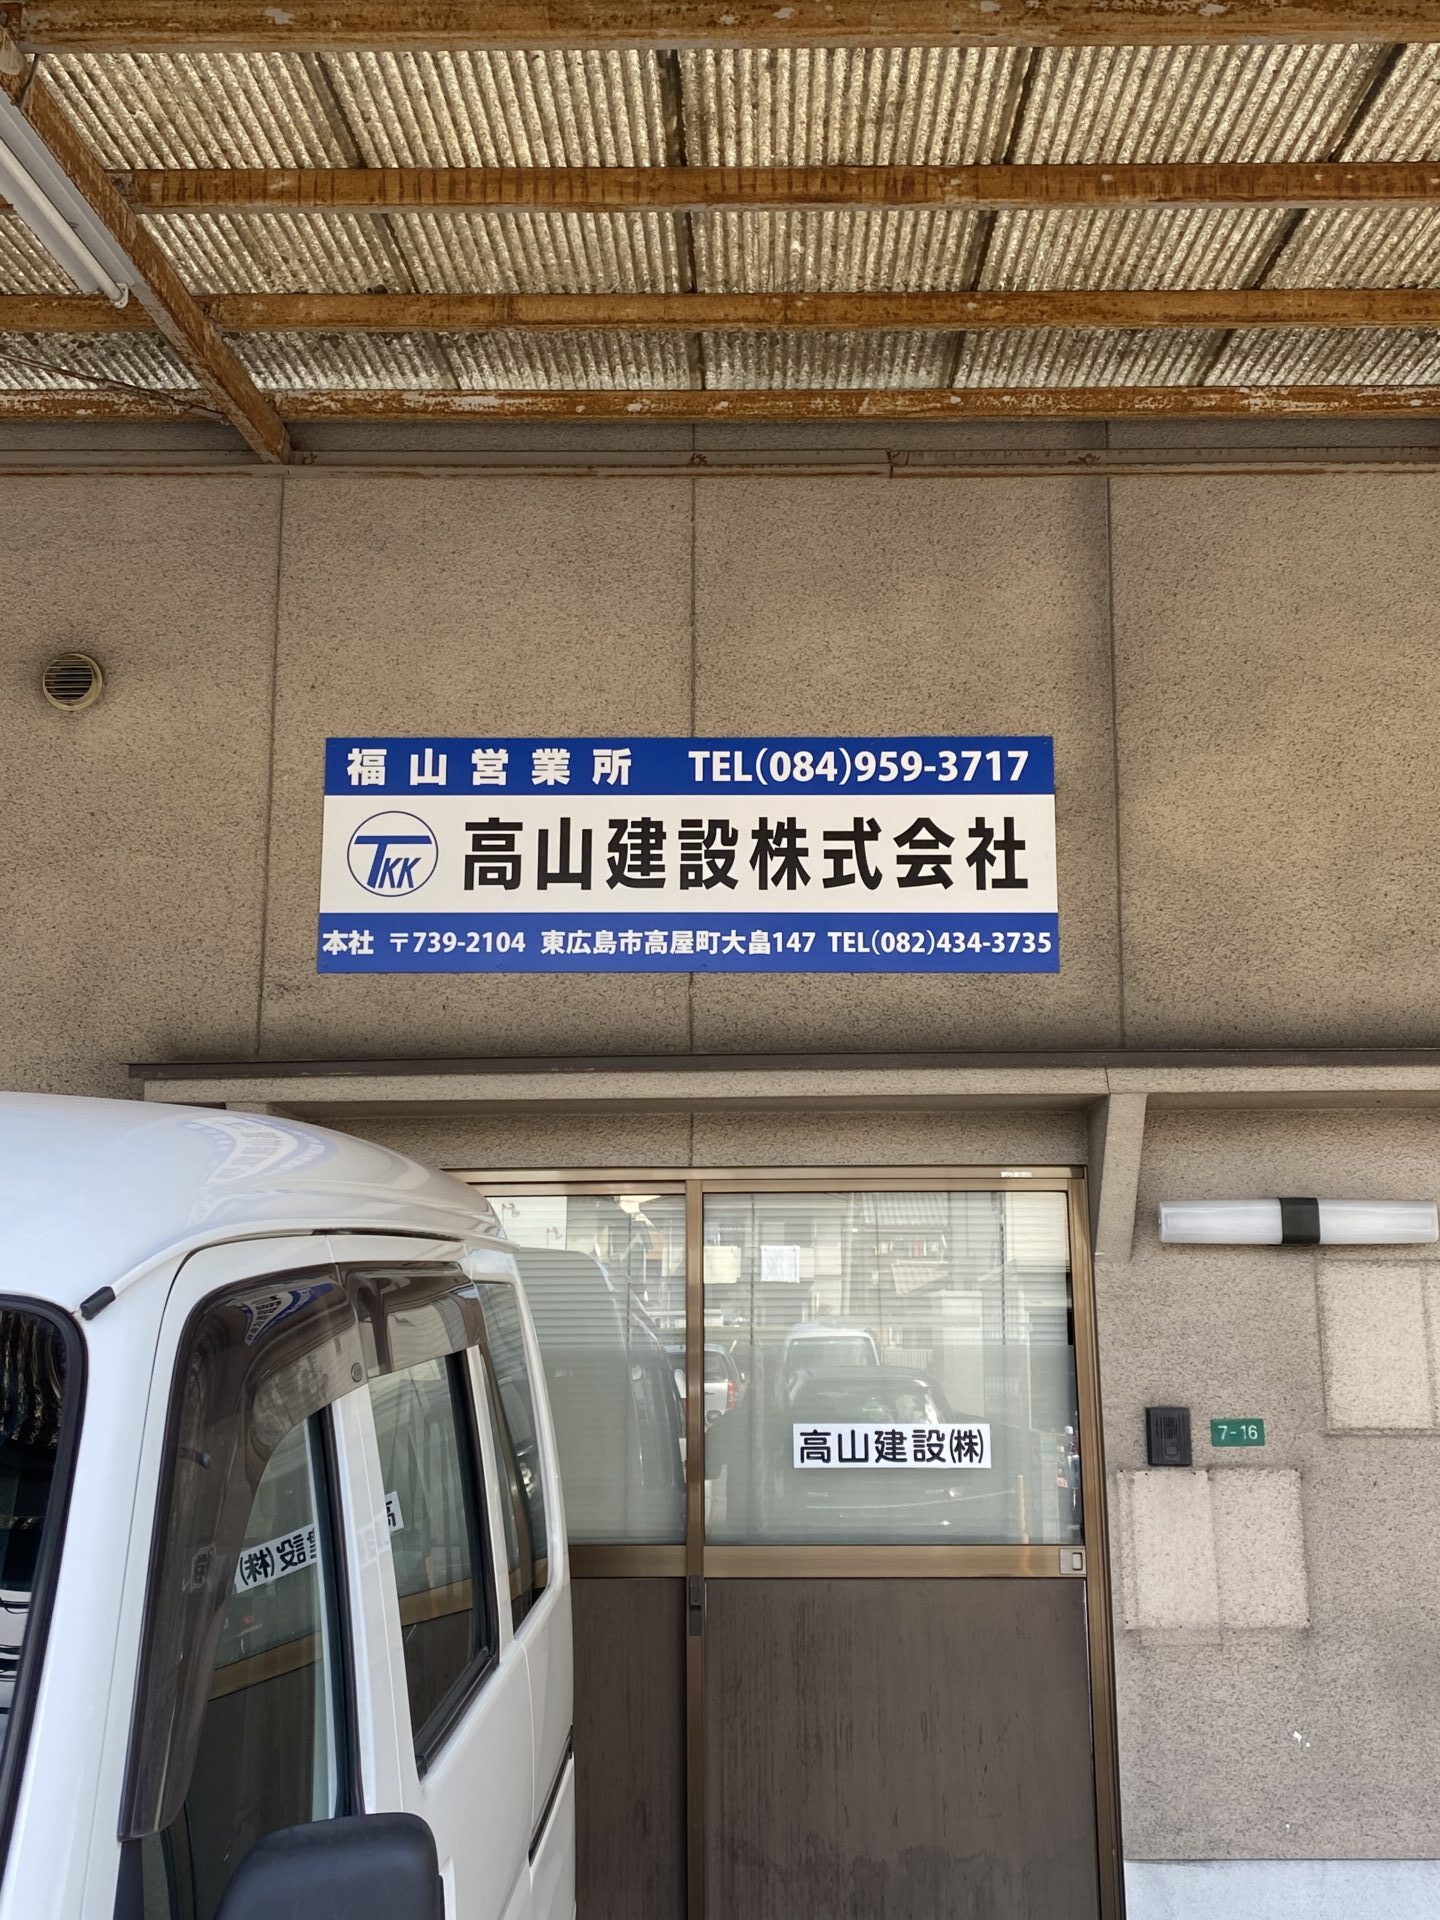 福山営業所 TEL(084)959-3717
TKK 高山建設株式会社
本社 〒739-2104 東広島市高屋町大畠147 TEL(082)434-3735
高山建設㈱
7-16